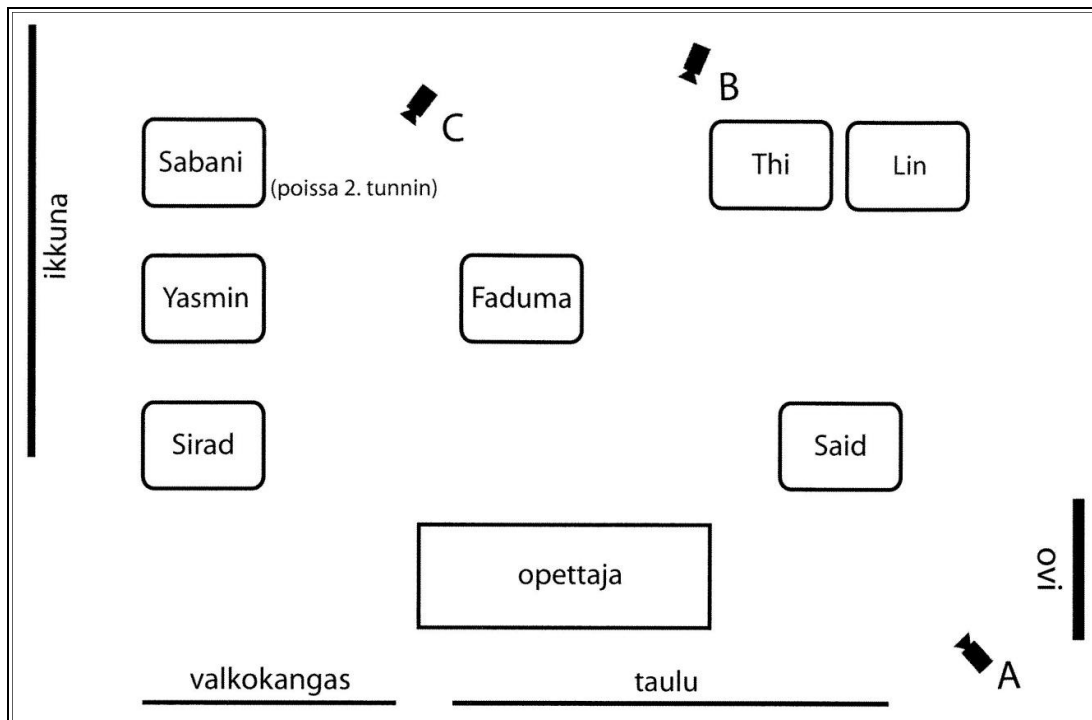 B
C
Sabani
Thi
Lin
(poissa 2. tunnin)
ikkuna
Yasmin
Faduma
Sirad
Said
opettaja
ovi
A
valkokangas
taulu